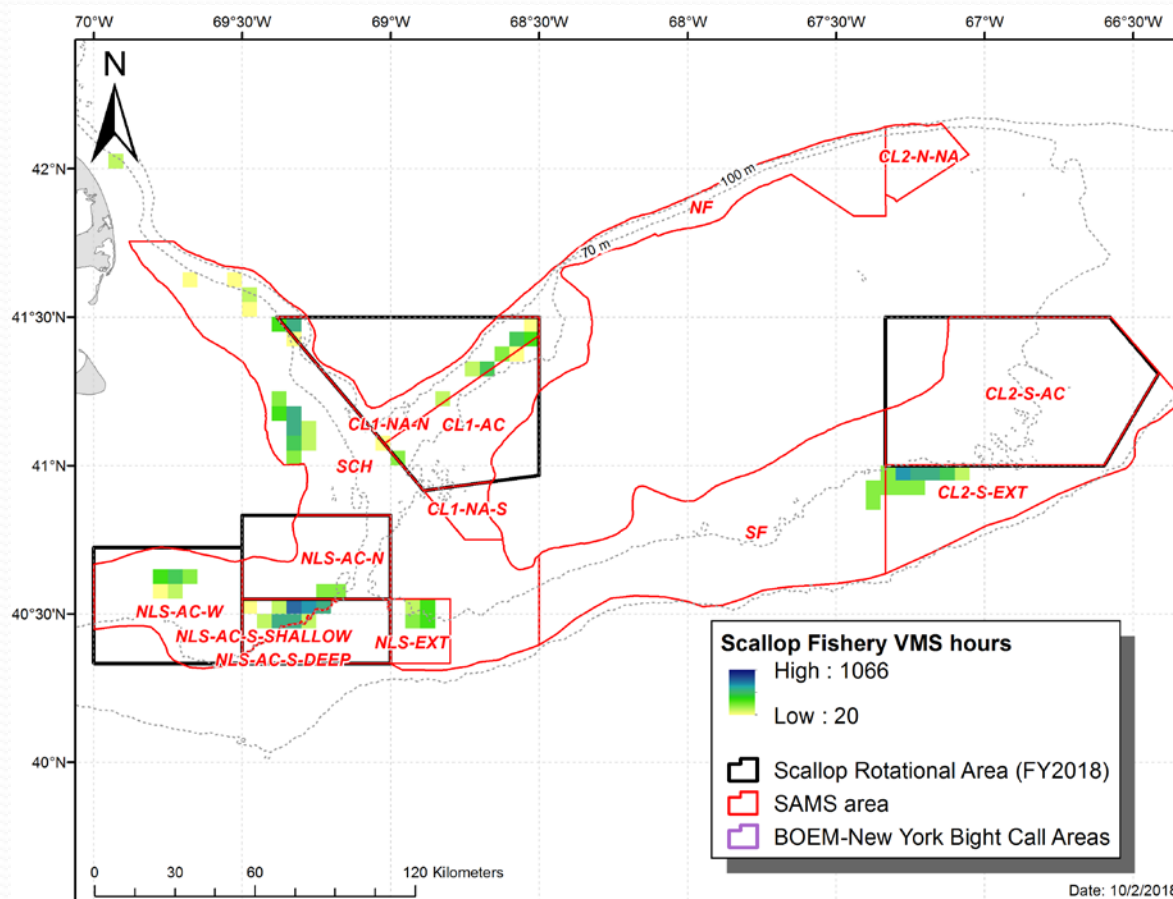 70°W 69°30'W 69°W 68°30'W 68°W 67°30'W 67°W 66°30'W
N
42°N
CL2-N-NA
100 m
NF
70 m
41°30'N
CL2-S-AC
CL1-NA-N CL1-AC
SCH
41°N
CL2-S-EXT
CL1-NA-S
SF
NLS-AC-N
40°30'N
NLS-AC-W
NLS-AC-S-SHALLOW
NLS-EXT
NLS-AC-S-DEEP
40°N
Scallop Fishery VMS hours
High : 1066
Low : 20
Scallop Rotational Area (FY2018)
SAMS area
BOEM-New York Bight Call Areas
0 30 60 120 Kilometers
Date: 10/2/2018